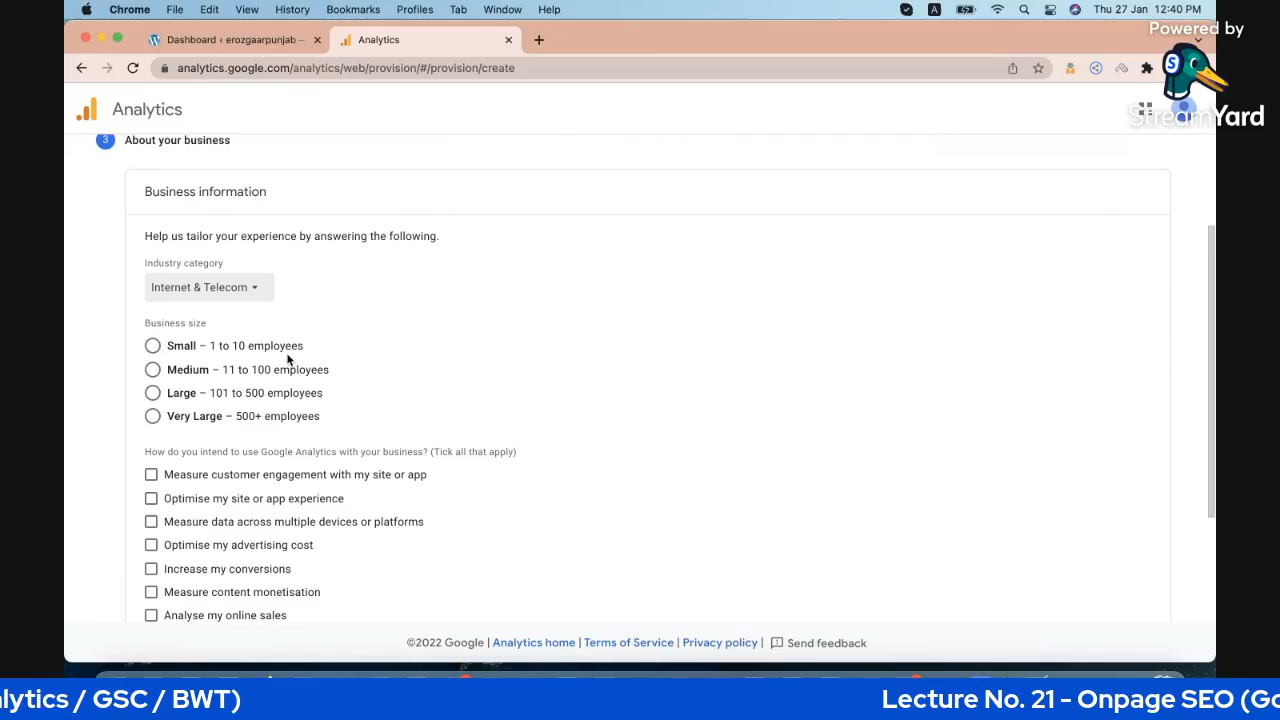 Chrome File Edit View History Bookmarks Profiles Tab Window Help A Thu 27 Jan 12:40 PM
Powered by
Dashboard ‹ erozgaarpunjab – Analytics
analytics.google.com/analytics/web/provision/#/provision/create
S
Analytics
StreamYard
3 About your business
Business information
Help us tailor your experience by answering the following.
Industry category
Internet & Telecom
Business size
Small – 1 to 10 employees
Medium – 11 to 100 employees
Large – 101 to 500 employees
Very Large – 500+ employees
How do you intend to use Google Analytics with your business? (Tick all that apply)
Measure customer engagement with my site or app
Optimise my site or app experience
Measure data across multiple devices or platforms
Optimise my advertising cost
Increase my conversions
Measure content monetisation
Analyse my online sales
©2022 Google | Analytics home | Terms of Service | Privacy policy | Send feedback
alytics / GSC / BWT) Lecture No. 21 - Onpage SEO (Go